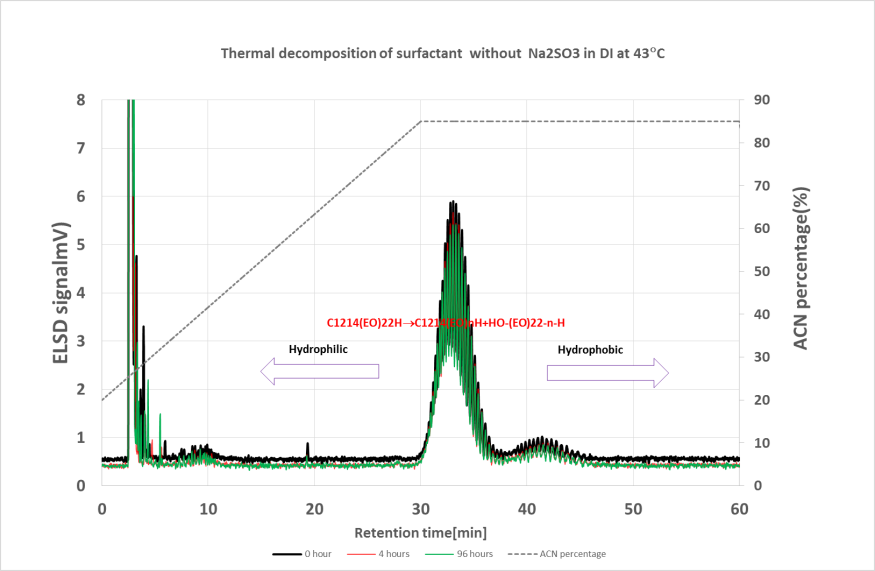 Thermal decomposition of surfactant without Na2SO3 in DI at 43°C
8
7
6
5
4
3
2
1
0
ELSD signalmV)
90
80
70
60
50
40
30
20
10
0
ACN percentage(%)
C1214(EO)22H→C1214(EO)nH+HO-(EO)22-n-H
Hydrophilic
Hydrophobic
0 10 20 30 40 50 60
Retention time[min]
0 hour 4 hours 96 hours ACN percentage